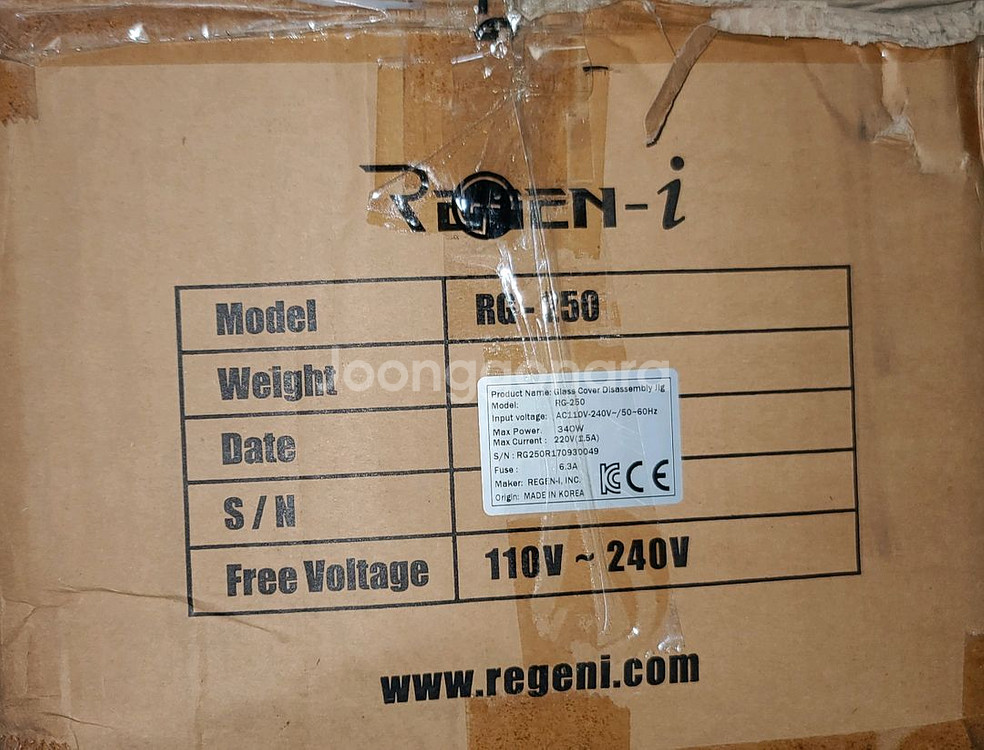 REGEN-i
Model RG-250
Weight
Date
S/N
Free Voltage 110V ~ 240V
loonggaonara
Product Name: Glass Cover Disassembly Jig
Model: RG-250
Input voltage: AC110V-240V~/50~60Hz
Max Power. 340W
Max Current : 220V(1.5A)
S/N : RG250R170930049
Fuse : 6.3A
Maker: REGEN-I, INC.
Origin: MADE IN KOREA
KC CE
www.regeni.com